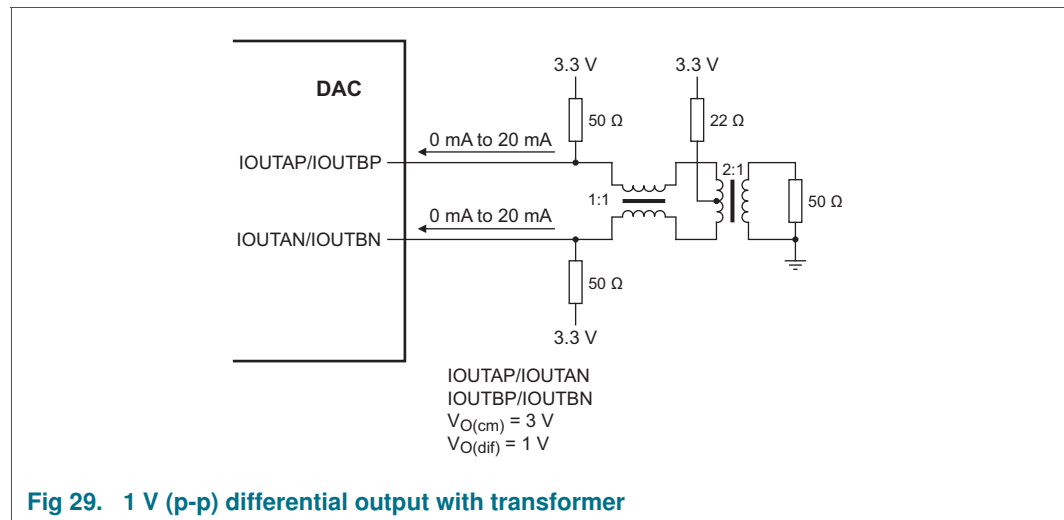 3.3 V 3.3 V
DAC
50 Ω 22 Ω
0 mA to 20 mA
IOUTAP/IOUTBP
2:1
1:1
50 Ω
0 mA to 20 mA
IOUTAN/IOUTBN
50 Ω
3.3 V
IOUTAP/IOUTAN
IOUTBP/IOUTBN
VO(cm) = 3 V
VO(dif) = 1 V
Fig 29. 1 V (p-p) differential output with transformer